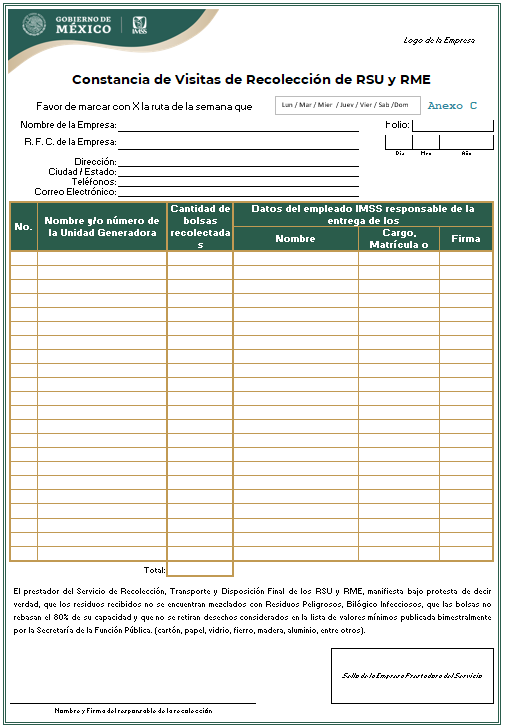 GOBIERNO DE
MÉXICO
IMSS
Logo de la Empresa
Constancia de Visitas de Recolección de RSU y RME
Favor de marcar con X la ruta de la semana que
Lun / Mar / Mier / Juev / Vier / Sab /Dom
Anexo C
Nombre de la Empresa:
Folio:
R. F. C. de la Empresa:
Día Mes Año
Dirección:
Ciudad / Estado:
Teléfonos:
Correo Electrónico:
No.
Nombre y/o número de
la Unidad Generadora
Cantidad de
bolsas
recolectada
s
Datos del empleado IMSS responsable de la
entrega de los
Nombre
Cargo,
Matrícula o
Firma
Total:
El prestador del Servicio de Recolección, Transporte y Disposición Final de los RSU y RME, manifiesta bajo protesta de decir
verdad, que los residuos recibidos no se encuentran mezclados con Residuos Peligrosos, Bilógico Infecciosos, que las bolsas no
rebasan el 80% de su capacidad y que no se retiran desechos considerados en la lista de valores mínimos publicada bimestralmente
por la Secretaría de la Función Pública. (cartón, papel, vidrio, fierro, madera, aluminio, entre otros).
Sello de la Empresa Prestadora del Servicio
Nombre y Firma del responsable de la recolección